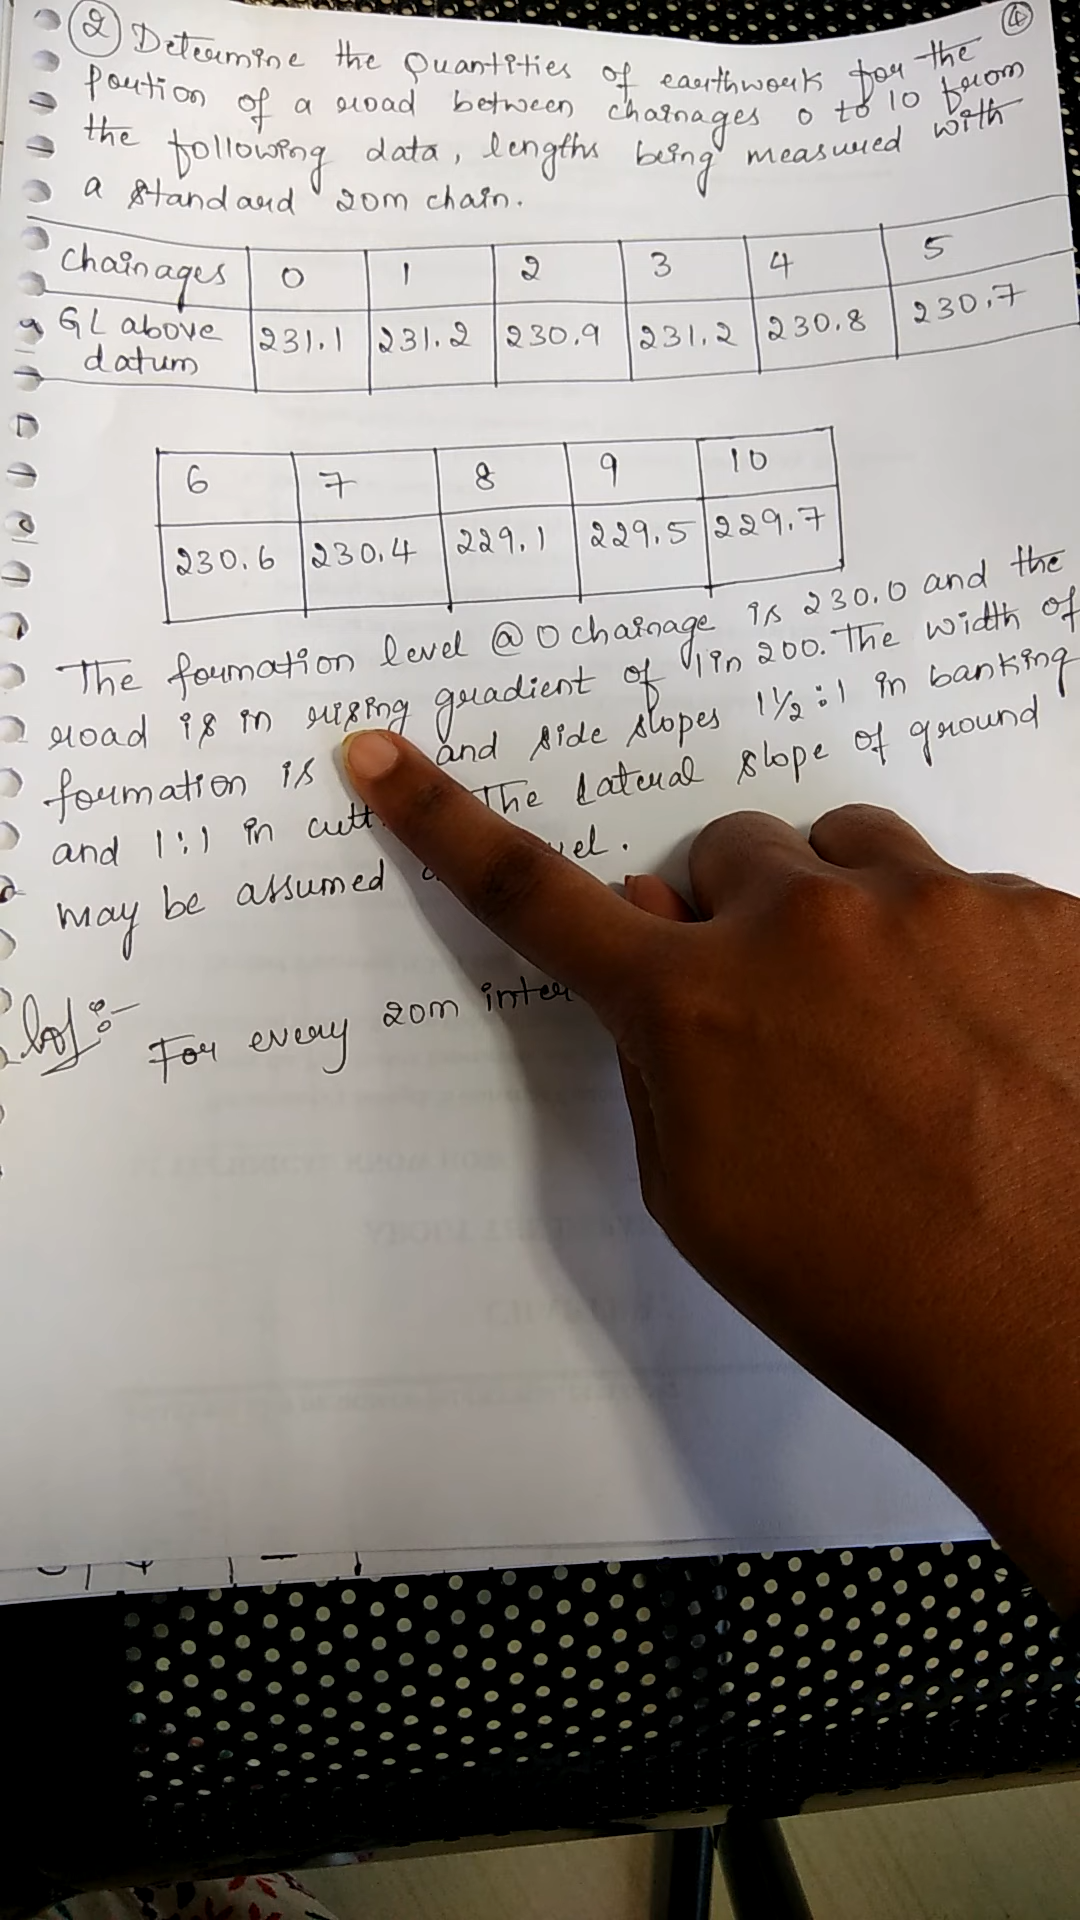 ② Determine the Quantities of earthwork for the ④
Portion of a road between chainages 0 to 10 from
the following data, lengths being measured with
a standard 20m chain.
Chainages 0 1 2 3 4 5
GL above datum 231.1 231.2 230.9 231.2 230.8 230.7
6 7 8 9 10
230.6 230.4 229.1 229.5 229.7
The formation level @ 0 chainage is 230.0 and the
road is in rising gradient of 1 in 200. The width of
formation is and side slopes 1½:1 in banking
and 1:1 in The Lateral slope of ground
may be assumed
Sol:-
For every 20m